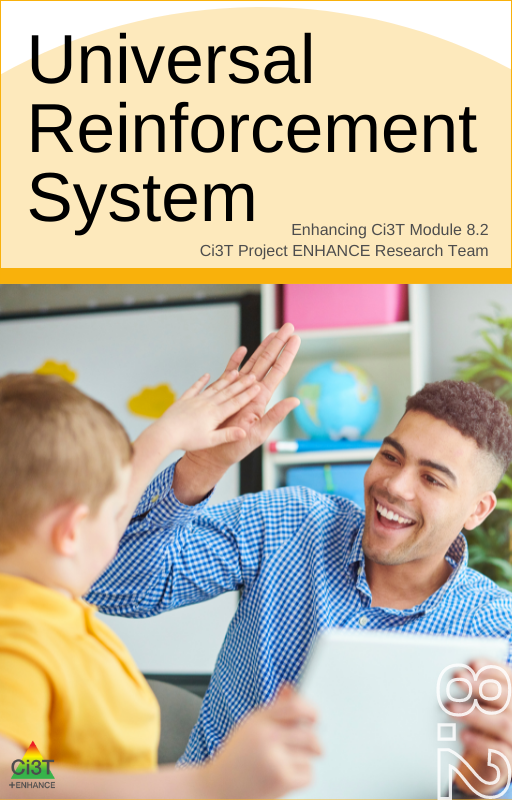 Universal
Reinforcement
System
Enhancing Ci3T Module 8.2
Ci3T Project ENHANCE Research Team
8.2
Ci3T
+ENHANCE